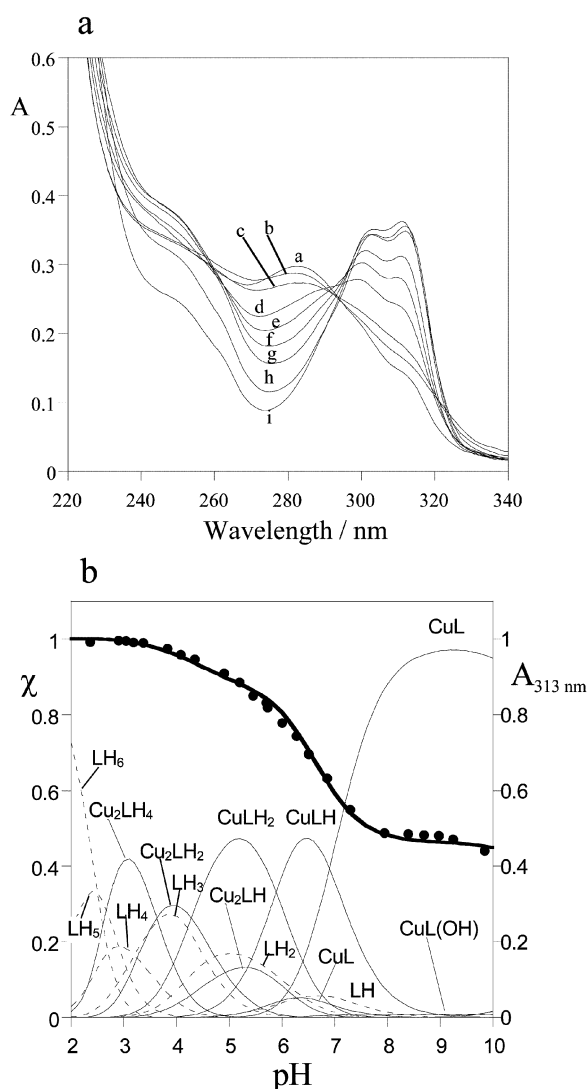 a
0.6
A
0.5
0.4
0.3
0.2
0.1
0
c
b
a
d
e
f
g
h
i
220 240 260 280 300 320 340
Wavelength / nm
b
1
χ
0.8
0.6
0.4
0.2
0
CuL
1
A313 nm
0.8
0.6
0.4
0.2
0
LH₆
Cu₂LH₄
CuLH₂
CuLH
Cu₂LH₂
LH₃
Cu₂LH
LH₅
LH₄
LH₂
CuL
LH
CuL(OH)
2 3 4 5 6 7 8 9 10
pH